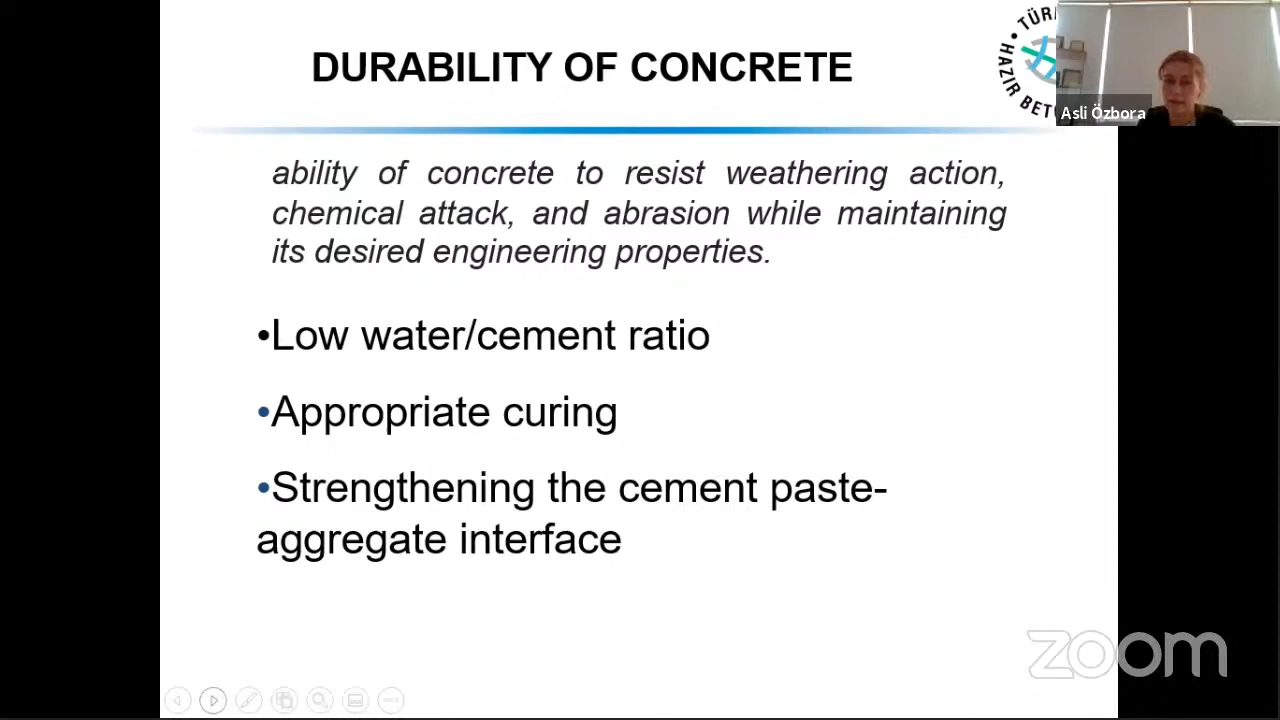 DURABILITY OF CONCRETE
ability of concrete to resist weathering action,
chemical attack, and abrasion while maintaining
its desired engineering properties.
•Low water/cement ratio
•Appropriate curing
•Strengthening the cement paste-
aggregate interface
HAZIR
Asli Özbora
zoom